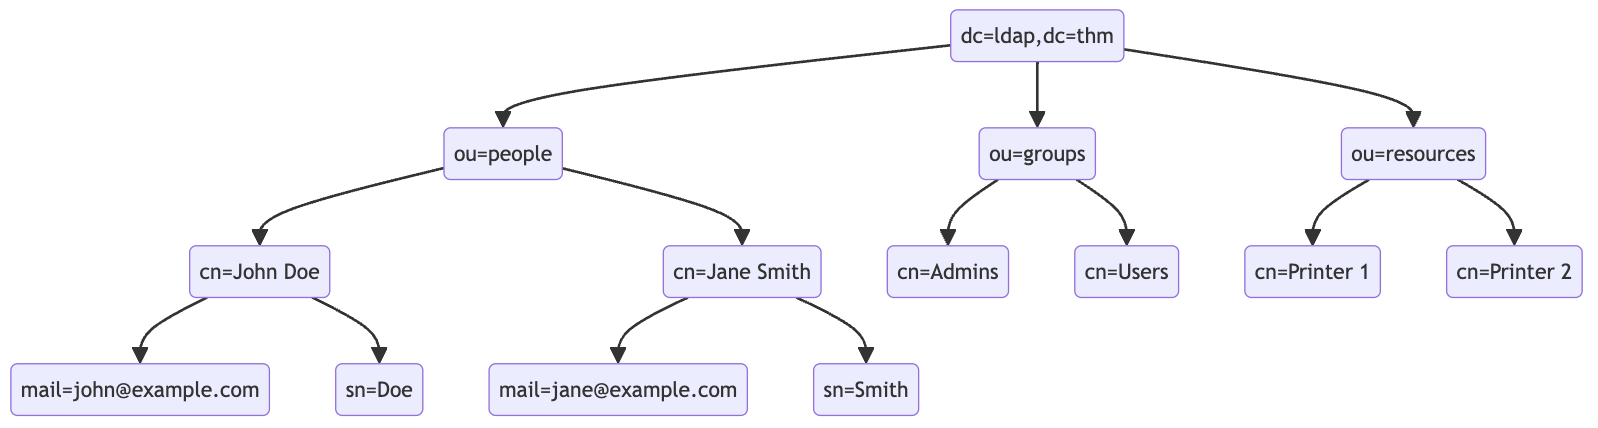 dc=ldap,dc=thm
ou=people
ou=groups
ou=resources
cn=John Doe
cn=Jane Smith
cn=Admins
cn=Users
cn=Printer 1
cn=Printer 2
mail=john@example.com
sn=Doe
mail=jane@example.com
sn=Smith